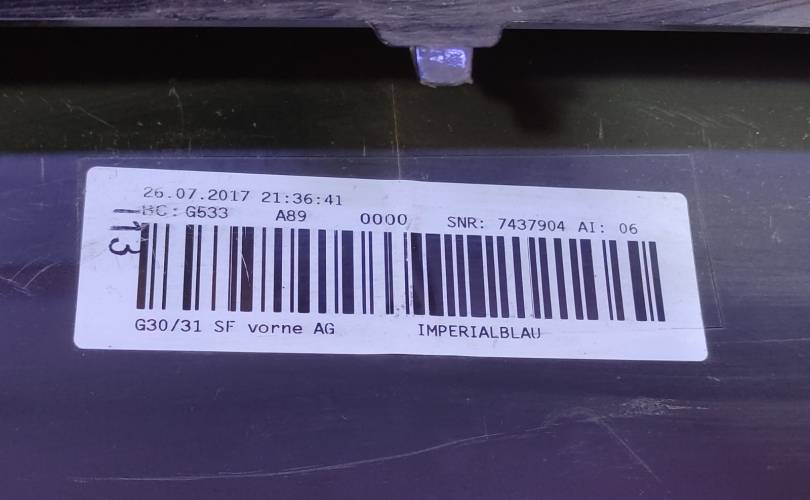 26.07.2017 21:36:41
BC: G533 A89 0000 SNR: 7437904 AI: 06
113
G30/31 SF vorne AG IMPERIALBLAU